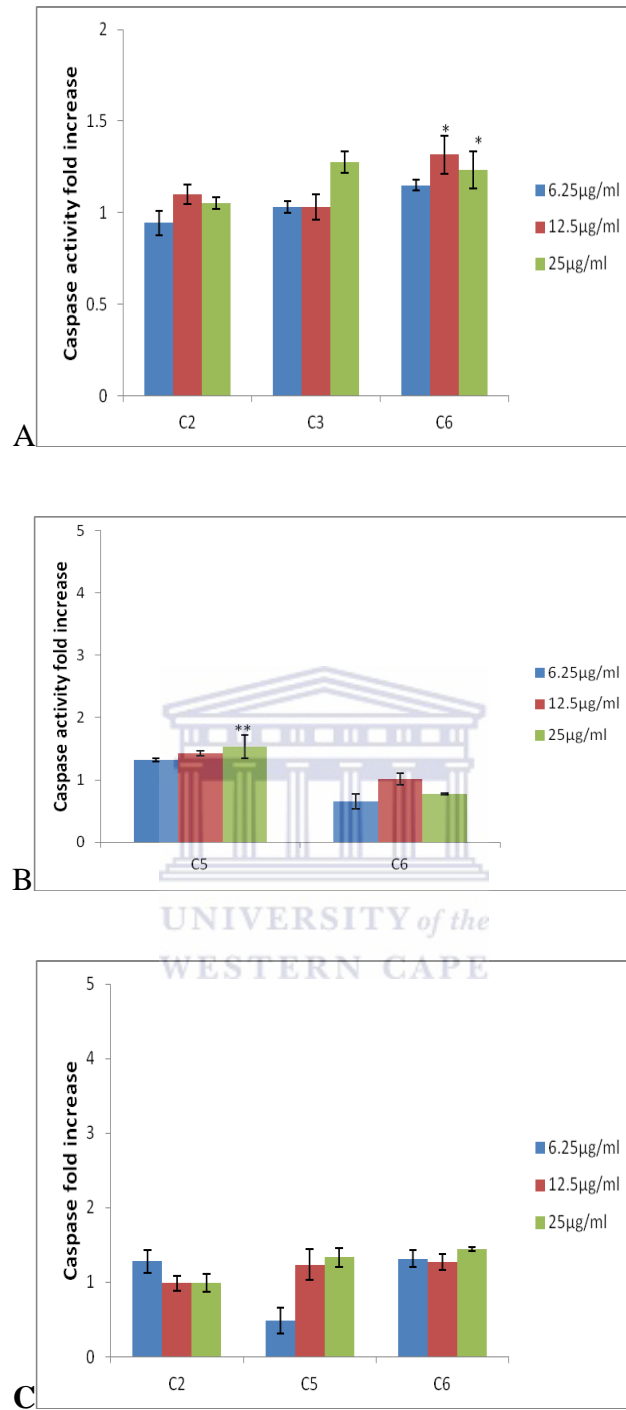 2
1.5
1
0.5
0
Caspase activity fold increase
*
*
C2 C3 C6
6.25µg/ml
12.5µg/ml
25µg/ml
A
5
4
3
2
1
0
Caspase activity fold increase
**
C5 C6
6.25µg/ml
12.5µg/ml
25µg/ml
B
UNIVERSITY of the
WESTERN CAPE
5
4
3
2
1
0
Caspase fold increase
C2 C5 C6
6.25µg/ml
12.5µg/ml
25µg/ml
C